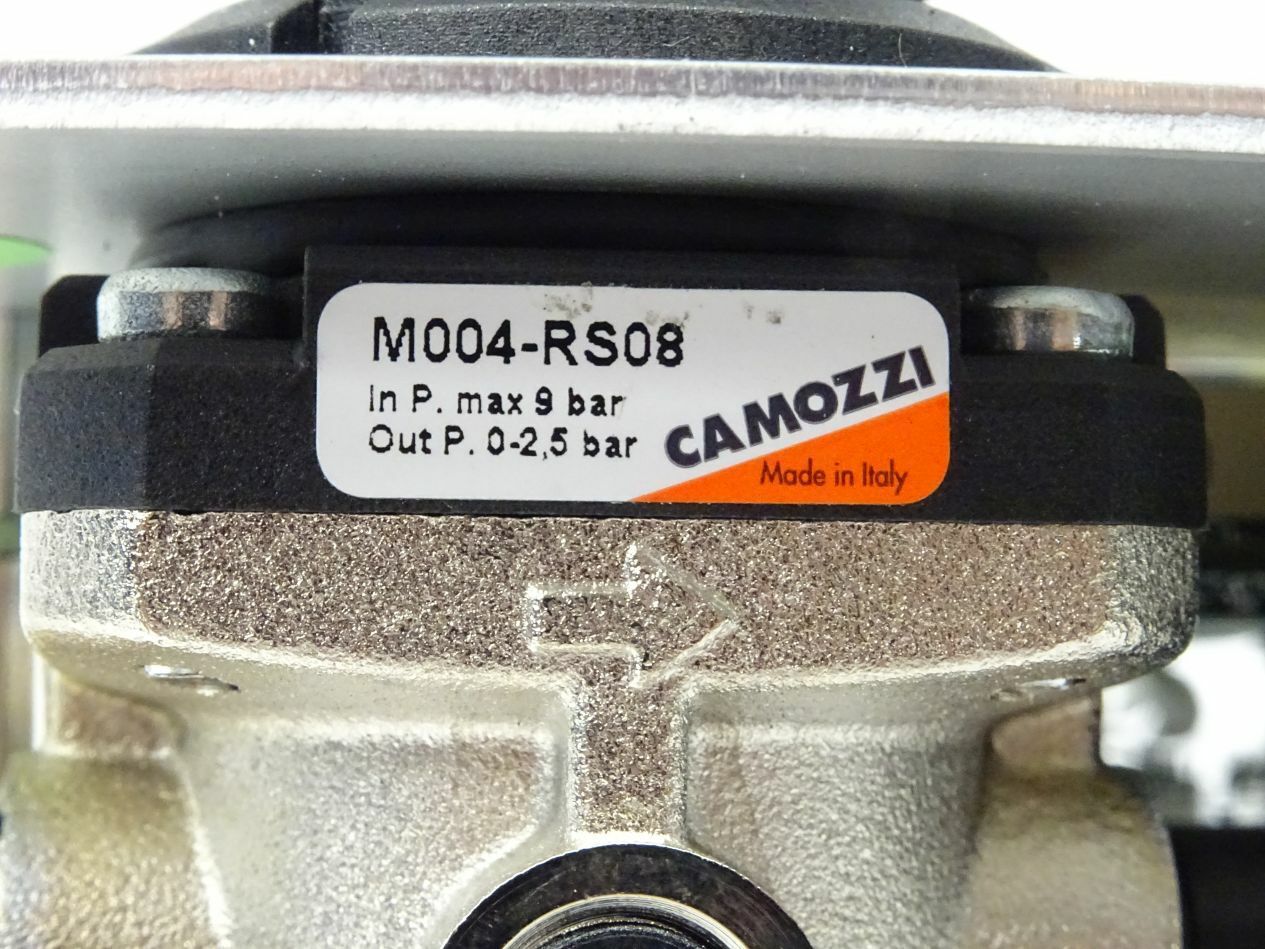 M004-RS08
In P. max 9 bar
Out P. 0-2,5 bar
CAMOZZI
Made in Italy